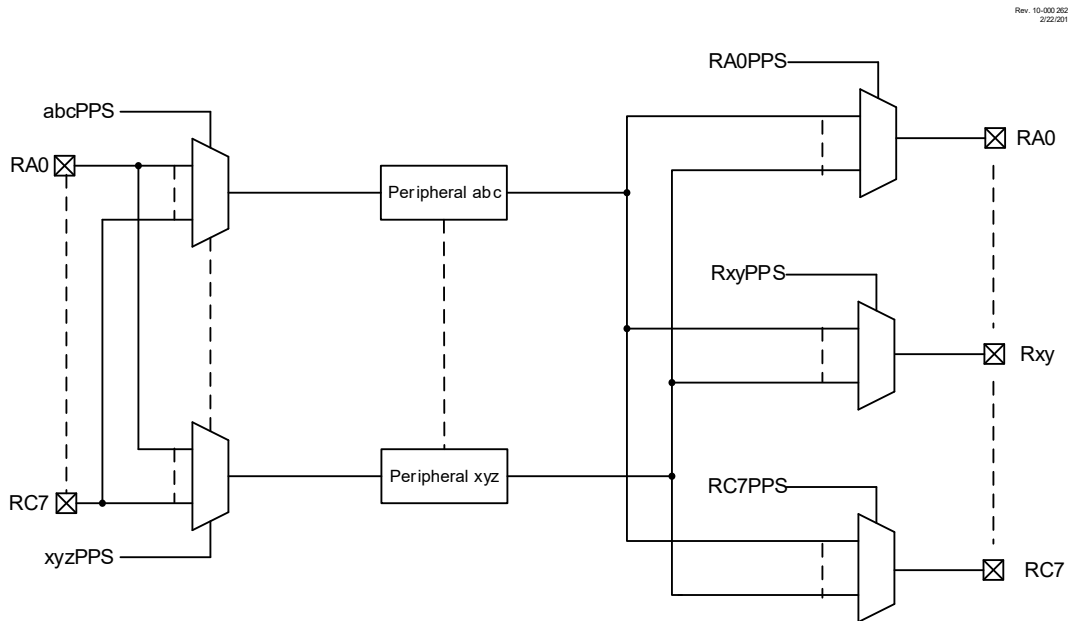 Rev. 10-000 262
2/22/201
RA0PPS
abcPPS
RA0
RA0
Peripheral abc
RxyPPS
Rxy
Peripheral xyz
RC7PPS
RC7
xyzPPS
RC7